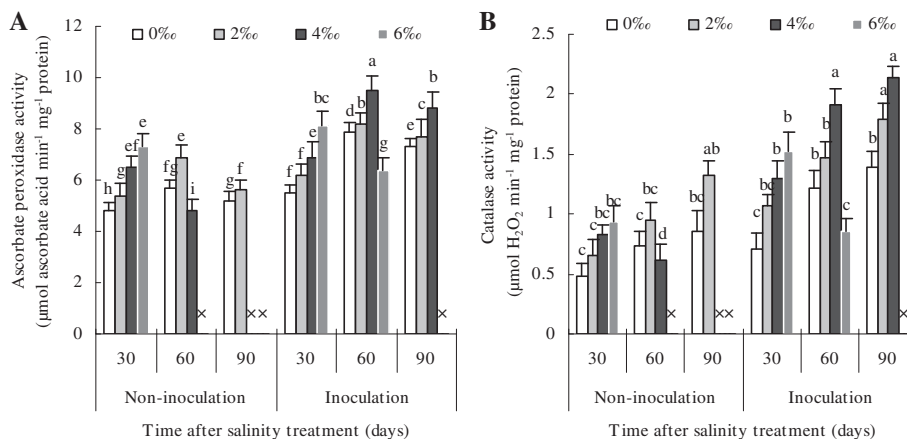 A
Ascorbate peroxidase activity
(μmol ascorbate acid min⁻¹ mg⁻¹ protein)
0‰ 2‰ 4‰ 6‰
12
10
8
6
4
2
0
h g ef e fg e i × g f × × f f e bc d b a g e c b ×
30 60 90 30 60 90
Non-inoculation Inoculation
Time after salinity treatment (days)
B
Catalase activity
(μmol H₂O₂ min⁻¹ mg⁻¹ protein)
0‰ 2‰ 4‰ 6‰
2.5
2
1.5
1
0.5
0
c c bc bc c bc d × b ab × × c bc b b b b a c b a a ×
30 60 90 30 60 90
Non-inoculation Inoculation
Time after salinity treatment (days)